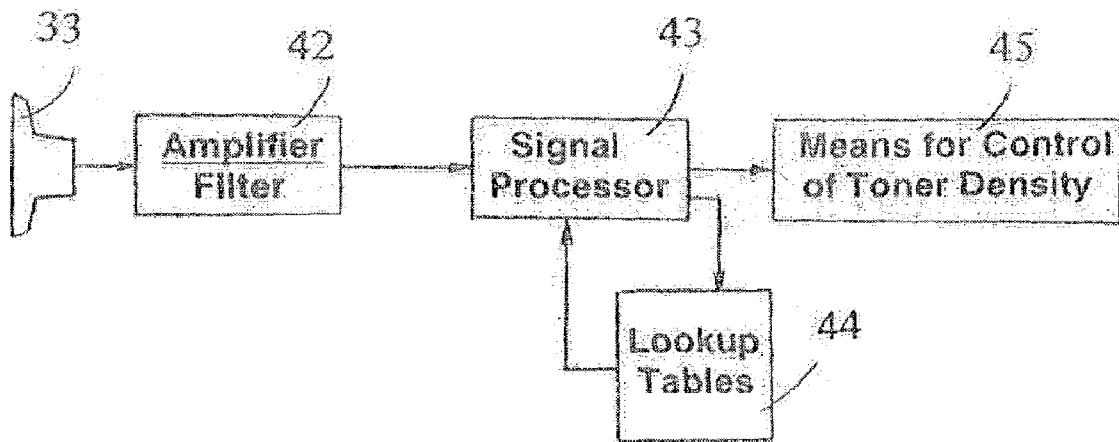 33
42
43
45
Amplifier
Filter
Signal
Processor
Means for Control
of Toner Density
Lookup
Tables
44